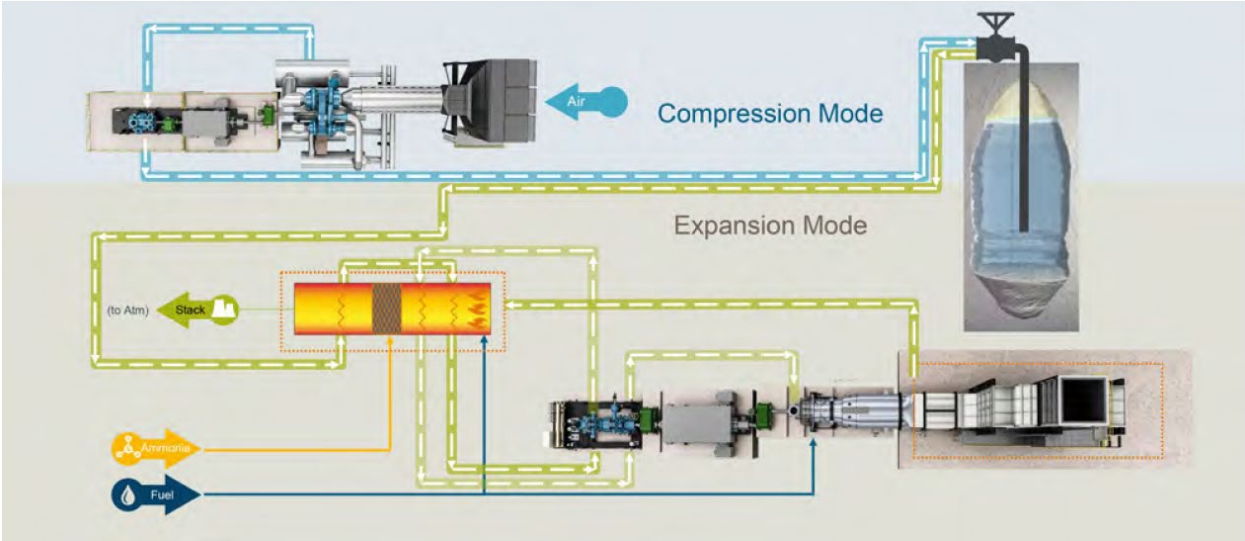 Air
Compression Mode
Expansion Mode
(to Atm)
Stack
Ammonia
Fuel